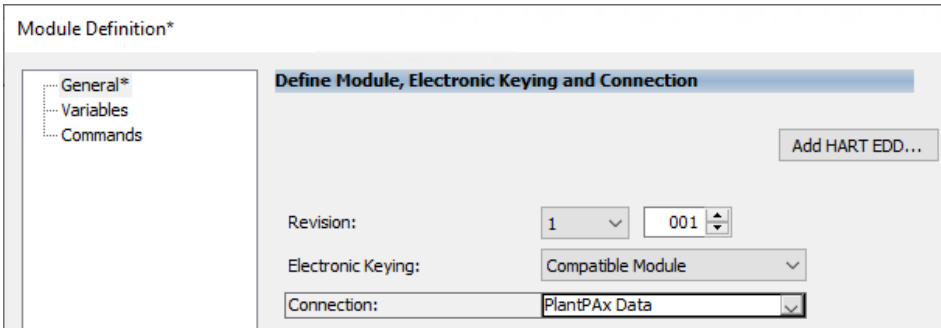 Module Definition*
General*
Variables
Commands
Define Module, Electronic Keying and Connection
Add HART EDD...
Revision: 1 001
Electronic Keying: Compatible Module
Connection: PlantPAx Data